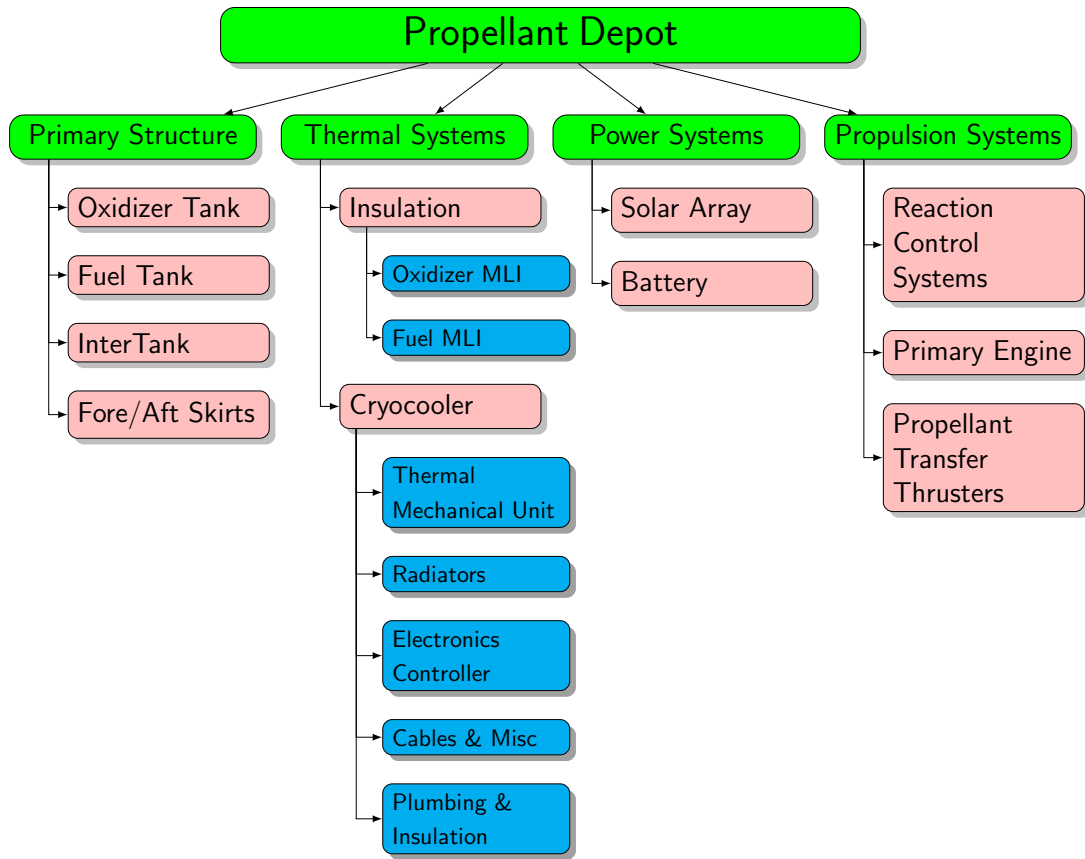 Propellant Depot
Primary Structure
Oxidizer Tank
Fuel Tank
InterTank
Fore/Aft Skirts
Thermal Systems
Insulation
Oxidizer MLI
Fuel MLI
Cryocooler
Thermal
Mechanical Unit
Radiators
Electronics
Controller
Cables & Misc
Plumbing &
Insulation
Power Systems
Solar Array
Battery
Propulsion Systems
Reaction
Control
Systems
Primary Engine
Propellant
Transfer
Thrusters